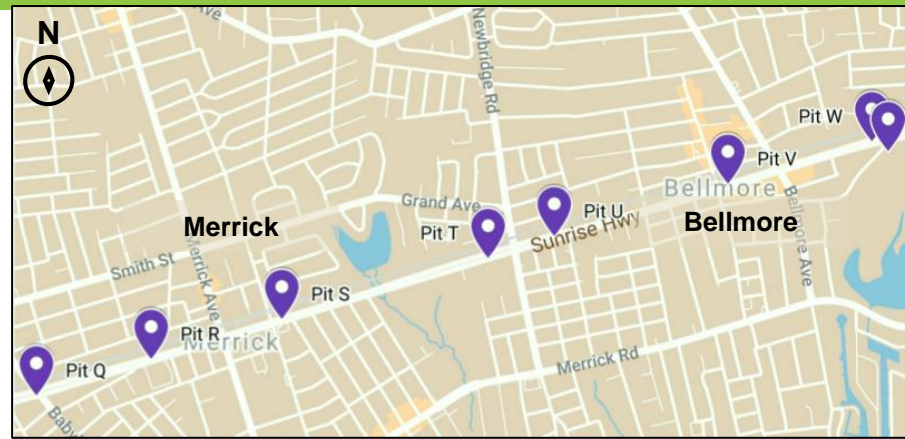 N
Ave
Newbridge Rd
Pit W
Pit V
Bellmore
Bellmore
Bellmore Ave
Grand Ave
Pit U
Pit T
Sunrise Hwy
Merrick
Smith St
Merrick Ave
Pit S
Pit R
Merrick
Merrick Rd
Pit Q